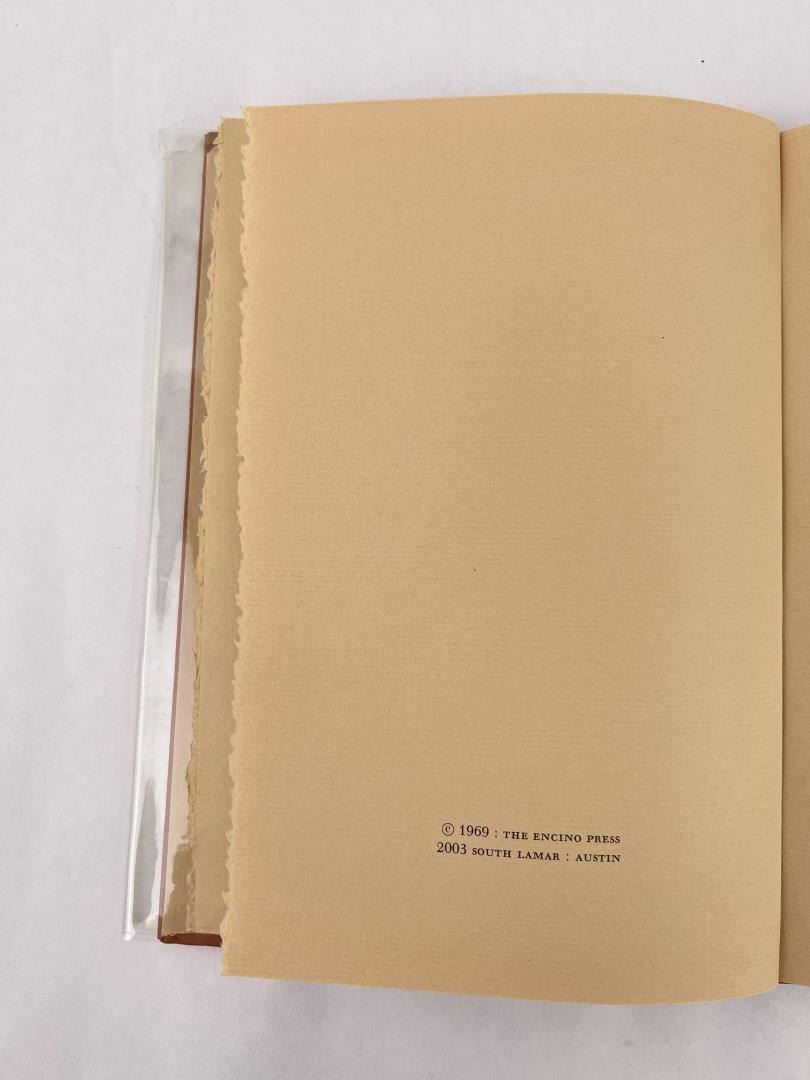 © 1969 : THE ENCINO PRESS
2003 SOUTH LAMAR : AUSTIN